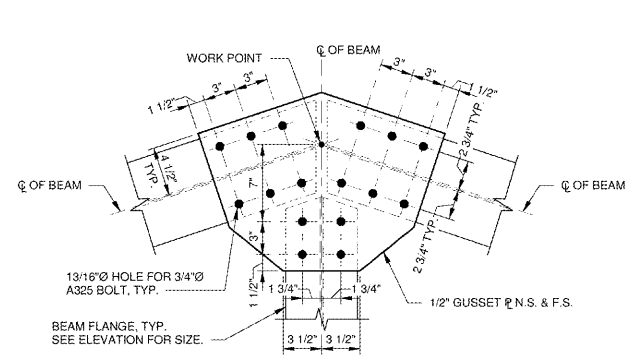 WORK POINT
℄ OF BEAM
3"
3"
1 1/2"
3"
3"
1 1/2"
2 3/4" TYP.
4 1/2"
TYP.
7"
℄ OF BEAM
℄ OF BEAM
3"
2 3/4" TYP.
13/16"Ø HOLE FOR 3/4"Ø
A325 BOLT, TYP.
1 1/2"
1 3/4"
1 3/4"
1/2" GUSSET ⅊ N.S. & F.S.
BEAM FLANGE, TYP.
SEE ELEVATION FOR SIZE.
3 1/2"
3 1/2"